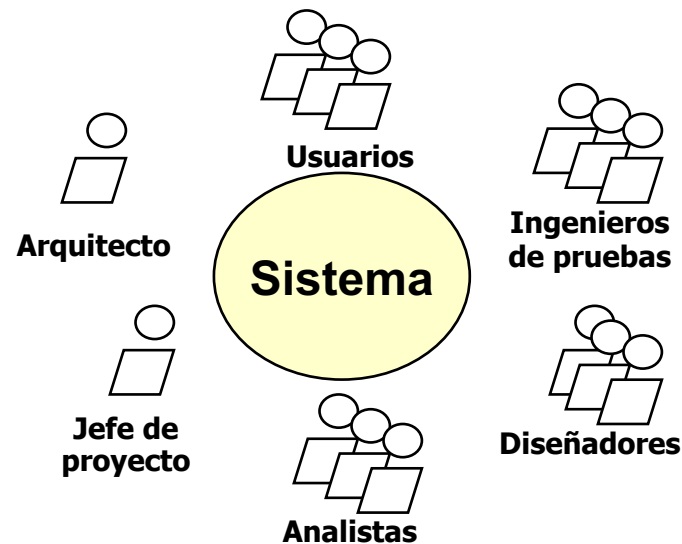 Usuarios
Arquitecto
Ingenieros
de pruebas
Sistema
Jefe de
proyecto
Diseñadores
Analistas